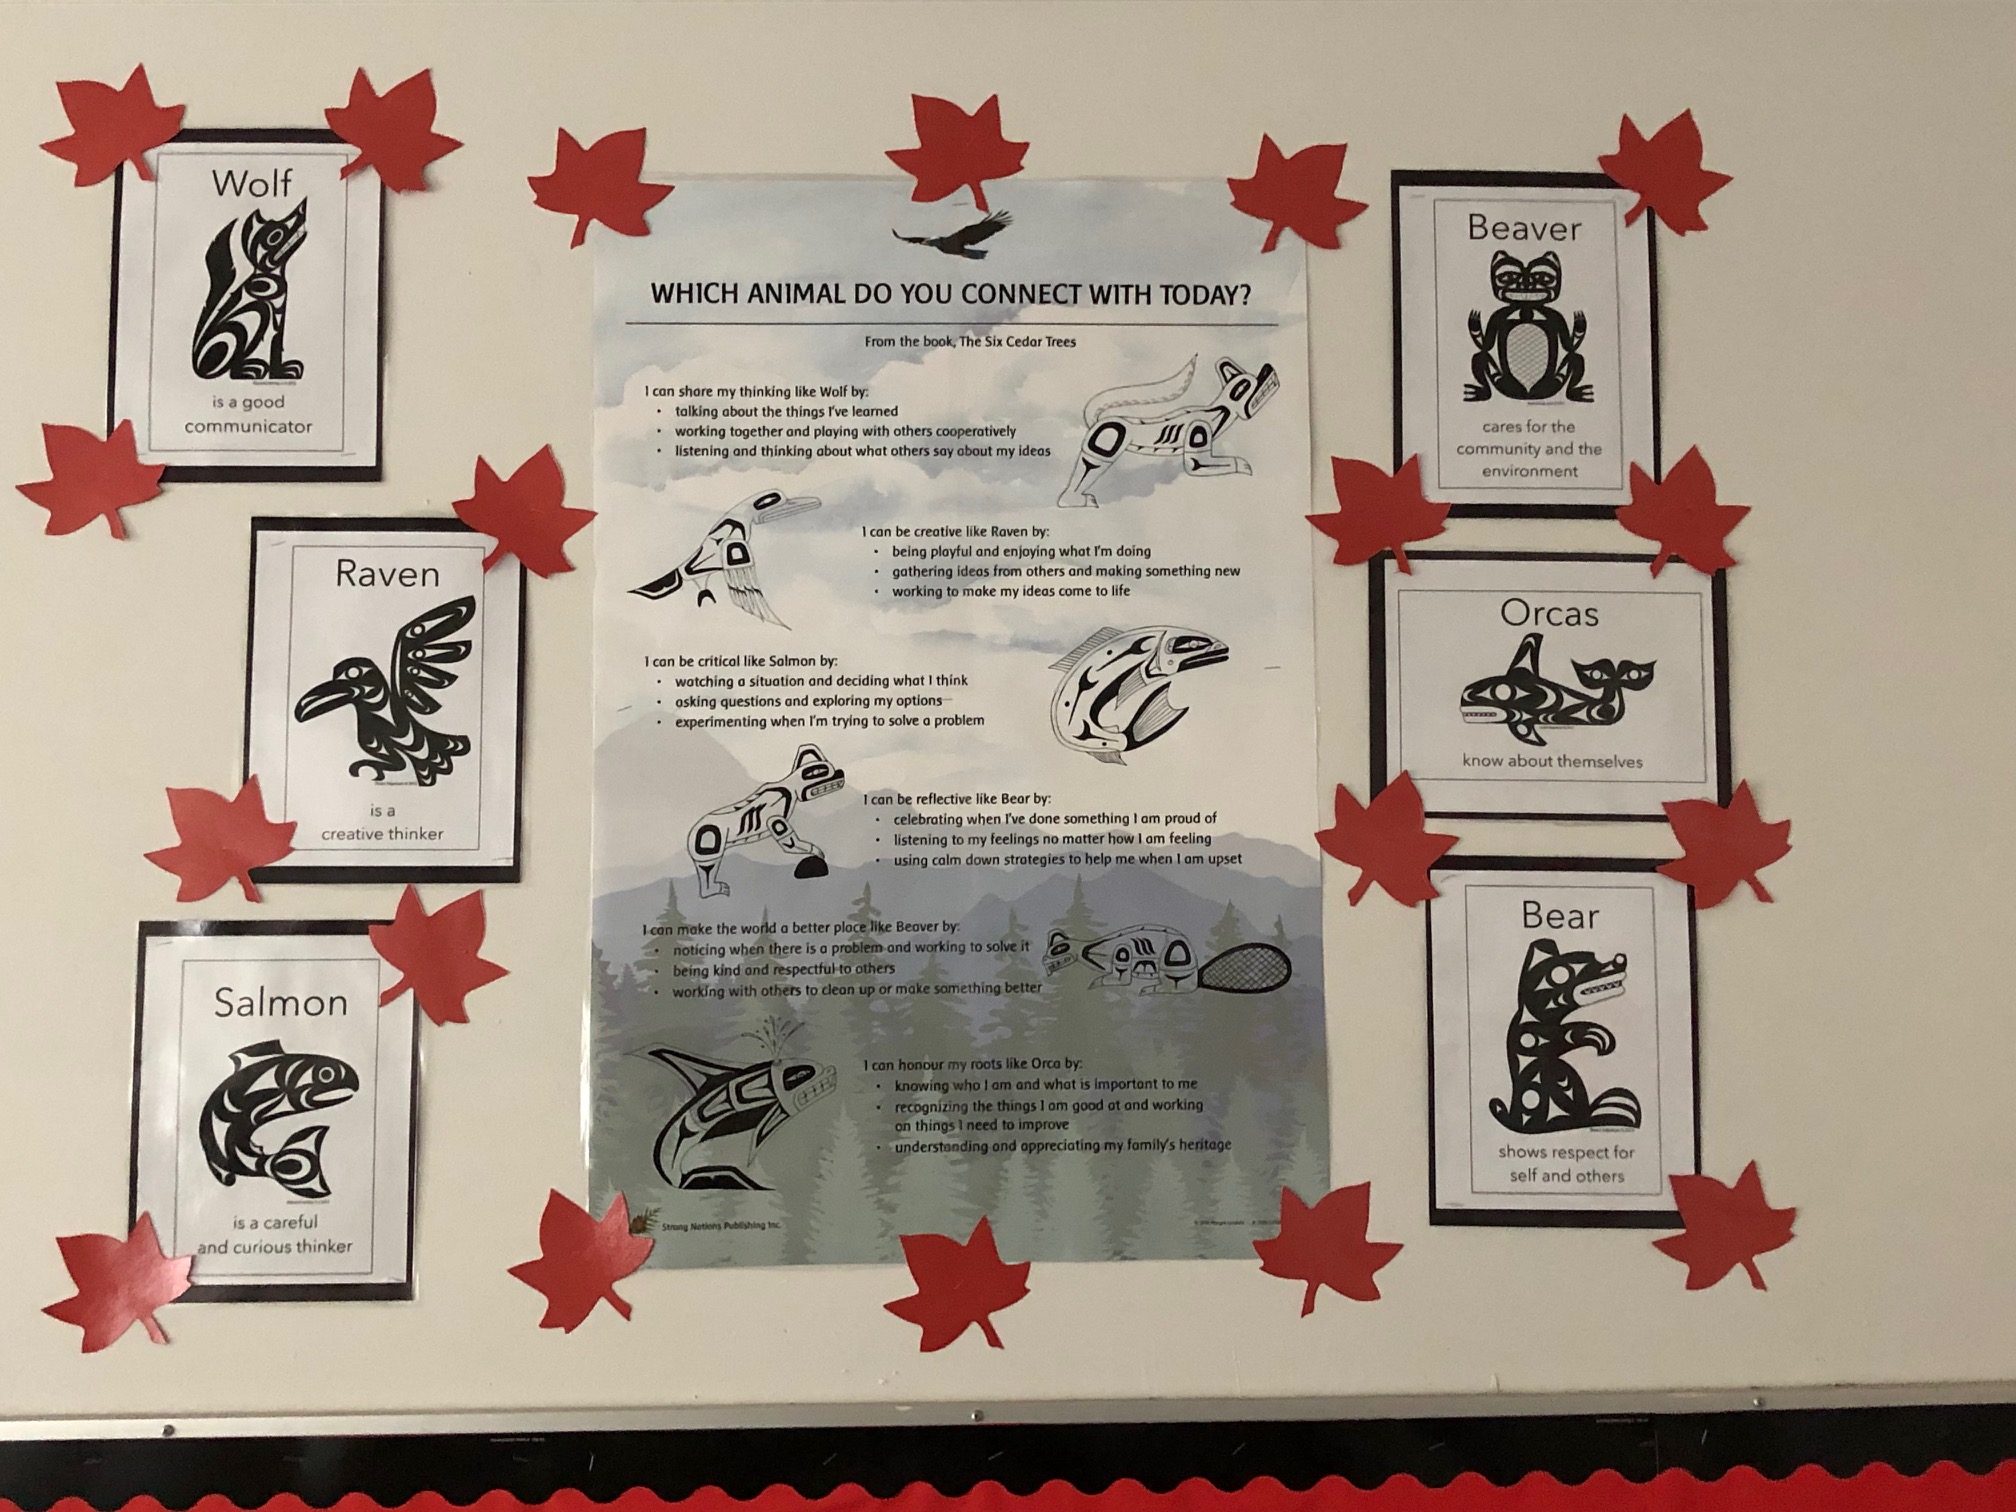 Wolf
is a good
communicator
Raven
is a
creative thinker
Salmon
is a careful
and curious thinker
WHICH ANIMAL DO YOU CONNECT WITH TODAY?
From the book, The Six Cedar Trees
I can share my thinking like Wolf by:
• talking about the things I've learned
• working together and playing with others cooperatively
• listening and thinking about what others say about my ideas
I can be creative like Raven by:
• being playful and enjoying what I'm doing
• gathering ideas from others and making something new
• working to make my ideas come to life
I can be critical like Salmon by:
• watching a situation and deciding what I think
• asking questions and exploring my options
• experimenting when I'm trying to solve a problem
I can be reflective like Bear by:
• celebrating when I've done something I am proud of
• listening to my feelings no matter how I am feeling
• using calm down strategies to help me when I am upset
I can make the world a better place like Beaver by:
• noticing when there is a problem and working to solve it
• being kind and respectful to others
• working with others to clean up or make something better
I can honour my roots like Orca by:
• knowing who I am and what is important to me
• recognizing the things I am good at and working
on things I need to improve
• understanding and appreciating my family's heritage
Strong Nations Publishing Inc.
Beaver
cares for the
community and the
environment
Orcas
know about themselves
Bear
shows respect for
self and others